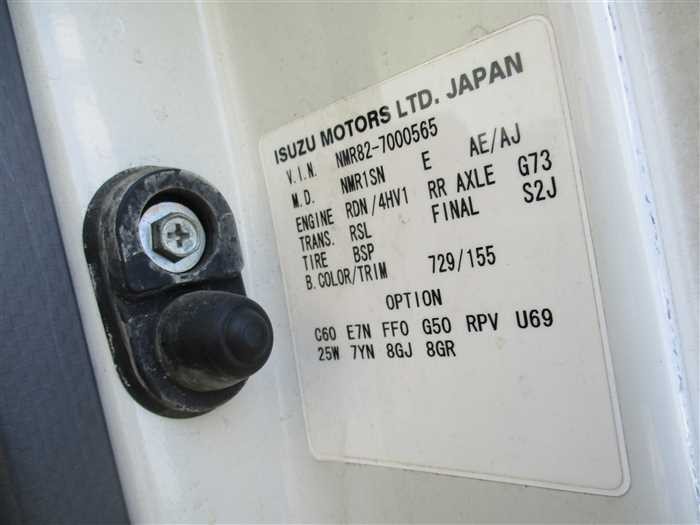 ISUZU MOTORS LTD. JAPAN
V.I.N. NMR82-7000565
M.D. NMR1SN E AE/AJ
ENGINE RDN/4HV1 RR AXLE G73
TRANS. RSL FINAL S2J
TIRE BSP
B.COLOR/TRIM 729/155
OPTION
C60 E7N FF0 G50 RPV U69
25W 7YN 8GJ 8GR